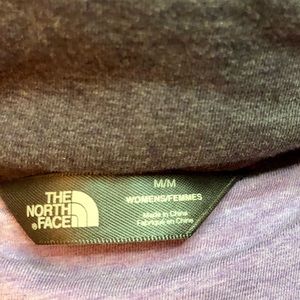 THE
NORTH
FACE
M/M
WOMENS/FEMMES
Made in China
Fabriqué en Chine